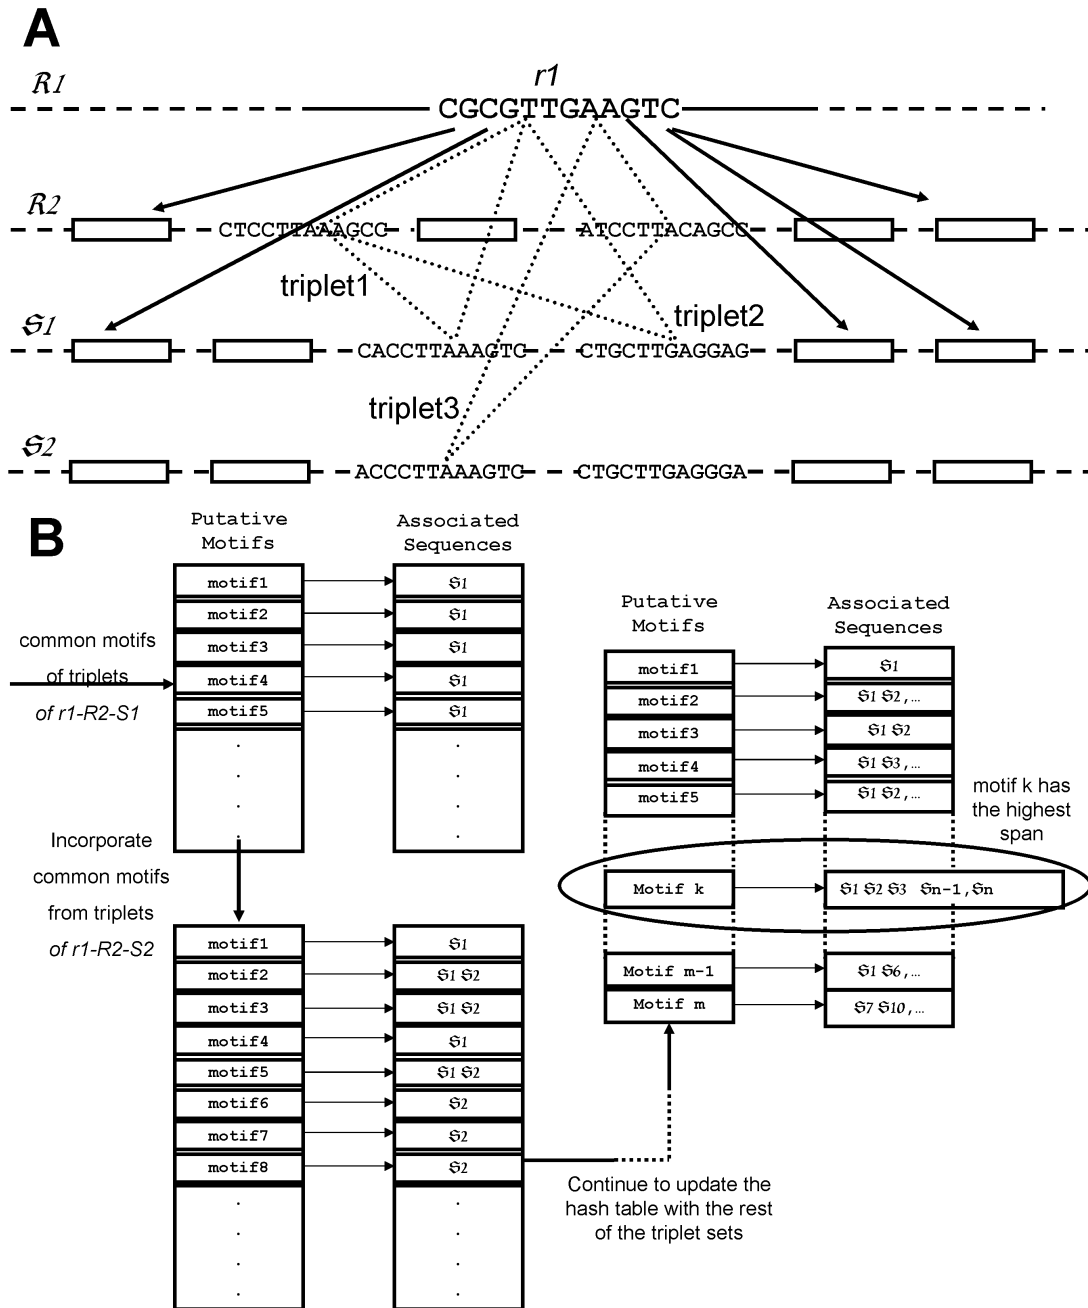 A
R1
r1
CGCGTTGAAGTC
R2
CTCCTTAAAGCC
ATCCTTACAGCC
triplet1
triplet2
S1
CACCTTAAAGTC
CTGCTTGAGGAG
triplet3
S2
ACCCTTAAAGTC
CTGCTTGAGGGA
B
Putative
Motifs
Associated
Sequences
common motifs
of triplets
of r1-R2-S1
motif1
S1
motif2
S1
motif3
S1
motif4
S1
motif5
S1
Incorporate
common motifs
from triplets
of r1-R2-S2
motif1
S1
motif2
S1 S2
motif3
S1 S2
motif4
S1
motif5
S1 S2
motif6
S2
motif7
S2
motif8
S2
Continue to update the
hash table with the rest
of the triplet sets
Putative
Motifs
Associated
Sequences
motif1
S1
motif2
S1 S2,...
motif3
S1 S2
motif4
S1 S3,...
motif5
S1 S2,...
motif k has
the highest
span
Motif k
S1 S2 S3 Sn-1,Sn
Motif m-1
S1 S6,...
Motif m
S7 S10,...